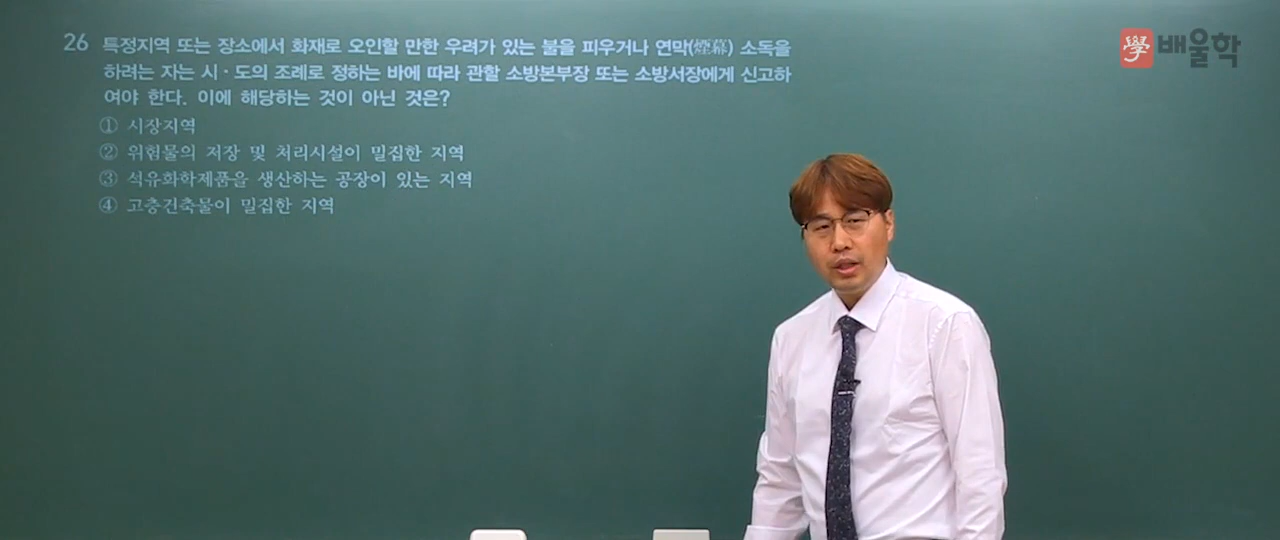 學 배울학
26 특정지역 또는 장소에서 화재로 오인할 만한 우려가 있는 불을 피우거나 연막(煙幕) 소독을
하려는 자는 시·도의 조례로 정하는 바에 따라 관할 소방본부장 또는 소방서장에게 신고하
여야 한다. 이에 해당하는 것이 아닌 것은?
① 시장지역
② 위험물의 저장 및 처리시설이 밀집한 지역
③ 석유화학제품을 생산하는 공장이 있는 지역
④ 고층건축물이 밀집한 지역